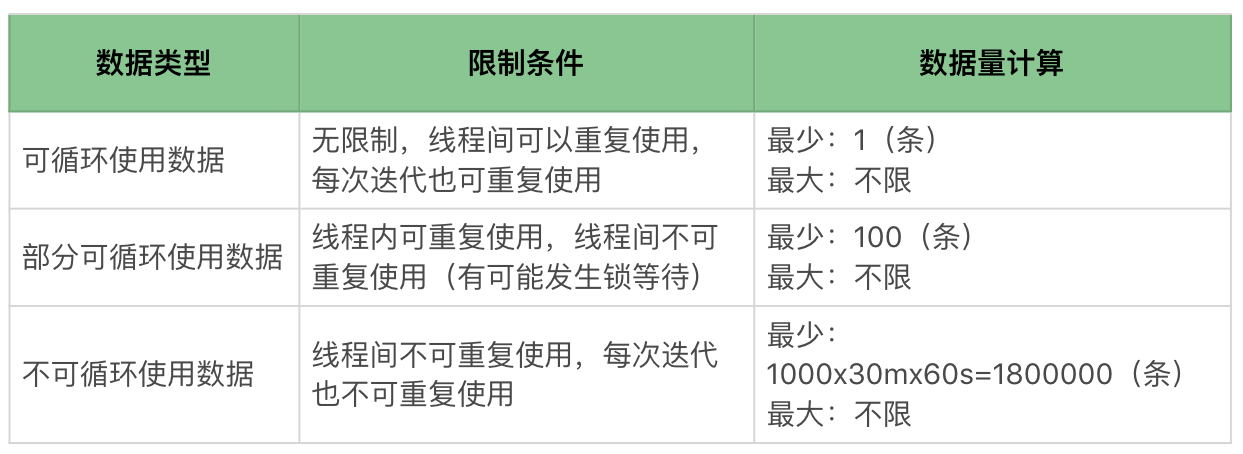 数据类型
限制条件
数据量计算
可循环使用数据
无限制，线程间可以重复使用，
每次迭代也可重复使用
最少：1（条）
最大：不限
部分可循环使用数据
线程内可重复使用，线程间不可
重复使用（有可能发生锁等待）
最少：100（条）
最大：不限
不可循环使用数据
线程间不可重复使用，每次迭代
也不可重复使用
最少：
1000x30mx60s=1800000（条）
最大：不限